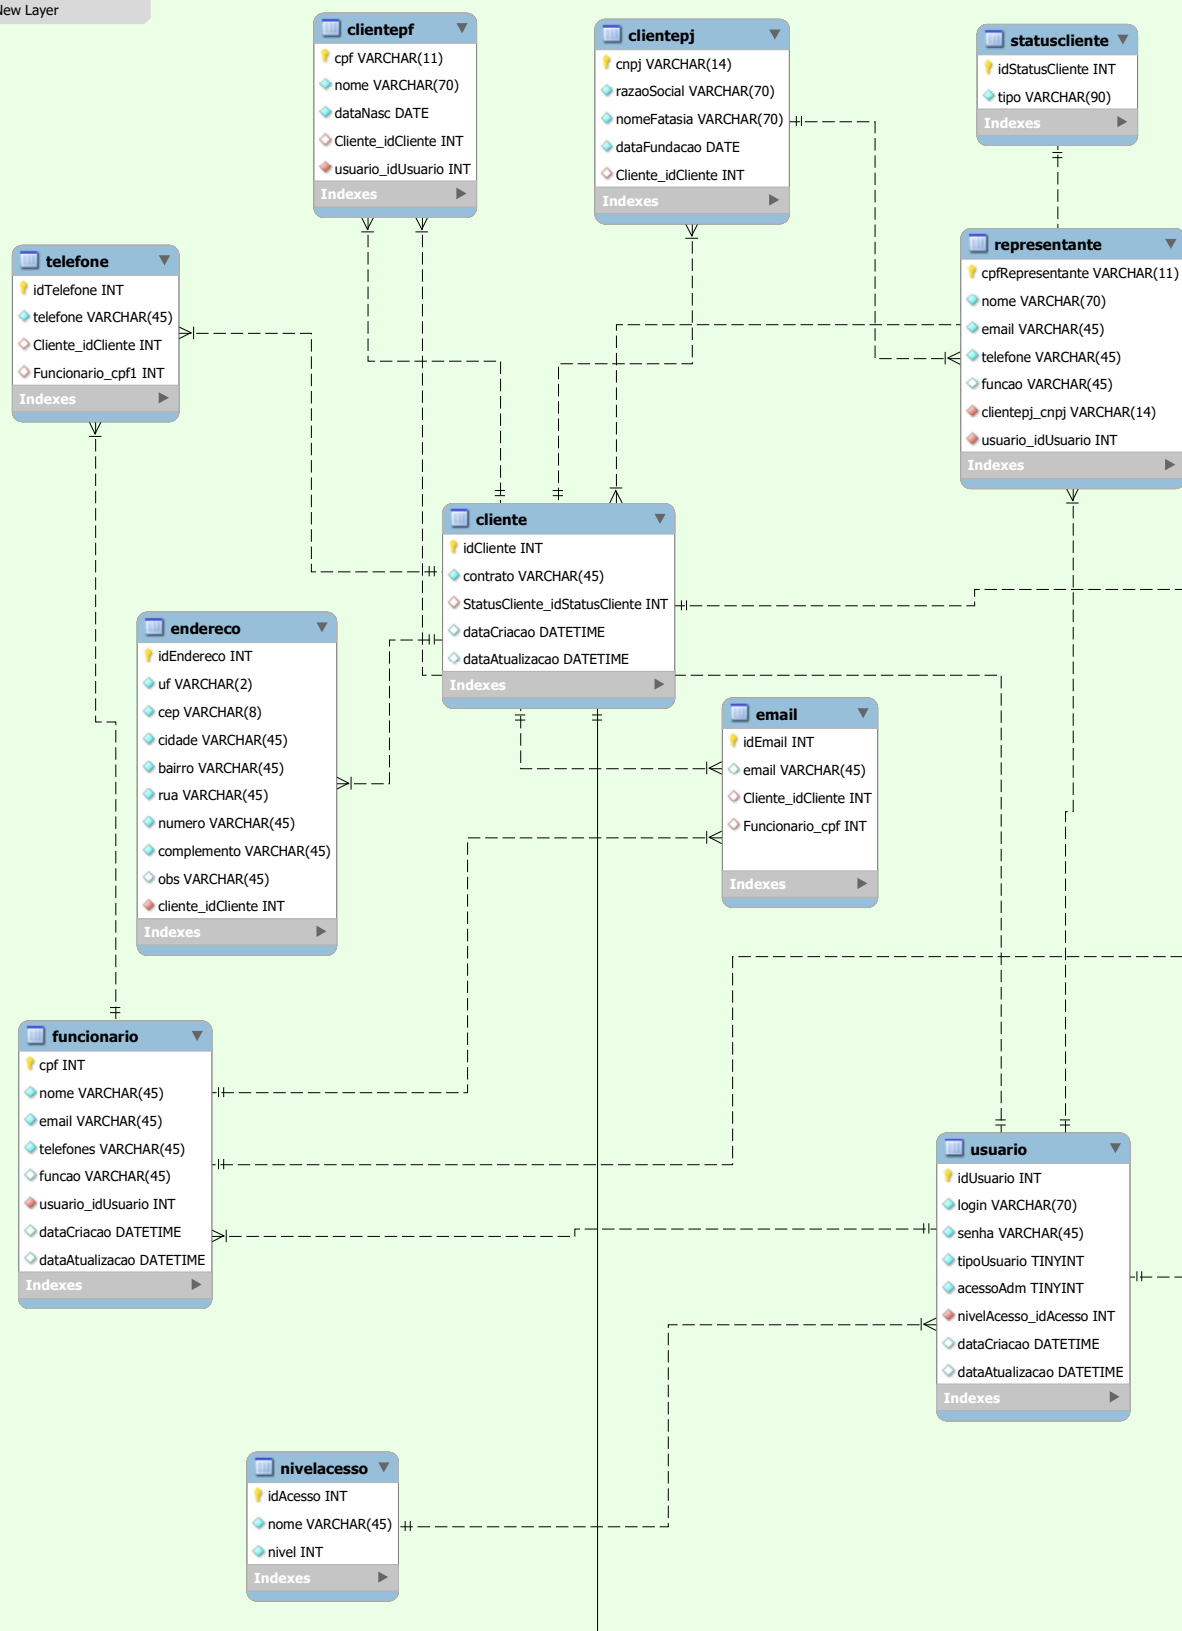 New Layer
clientepf
cpf VARCHAR(11)
nome VARCHAR(70)
dataNasc DATE
Cliente_idCliente INT
usuario_idUsuario INT
Indexes
clientepj
cnpj VARCHAR(14)
razaoSocial VARCHAR(70)
nomeFatasia VARCHAR(70)
dataFundacao DATE
Cliente_idCliente INT
Indexes
statuscliente
idStatusCliente INT
tipo VARCHAR(90)
Indexes
telefone
idTelefone INT
telefone VARCHAR(45)
Cliente_idCliente INT
Funcionario_cpf1 INT
Indexes
representante
cpfRepresentante VARCHAR(11)
nome VARCHAR(70)
email VARCHAR(45)
telefone VARCHAR(45)
funcao VARCHAR(45)
clientepj_cnpj VARCHAR(14)
usuario_idUsuario INT
Indexes
cliente
idCliente INT
contrato VARCHAR(45)
StatusCliente_idStatusCliente INT
dataCriacao DATETIME
dataAtualizacao DATETIME
Indexes
endereco
idEndereco INT
uf VARCHAR(2)
cep VARCHAR(8)
cidade VARCHAR(45)
bairro VARCHAR(45)
rua VARCHAR(45)
numero VARCHAR(45)
complemento VARCHAR(45)
obs VARCHAR(45)
cliente_idCliente INT
Indexes
email
idEmail INT
email VARCHAR(45)
Cliente_idCliente INT
Funcionario_cpf INT
Indexes
funcionario
cpf INT
nome VARCHAR(45)
email VARCHAR(45)
telefones VARCHAR(45)
funcao VARCHAR(45)
usuario_idUsuario INT
dataCriacao DATETIME
dataAtualizacao DATETIME
Indexes
usuario
idUsuario INT
login VARCHAR(70)
senha VARCHAR(45)
tipoUsuario TINYINT
acessoAdm TINYINT
nivelAcesso_idAcesso INT
dataCriacao DATETIME
dataAtualizacao DATETIME
Indexes
nivelacesso
idAcesso INT
nome VARCHAR(45)
nivel INT
Indexes